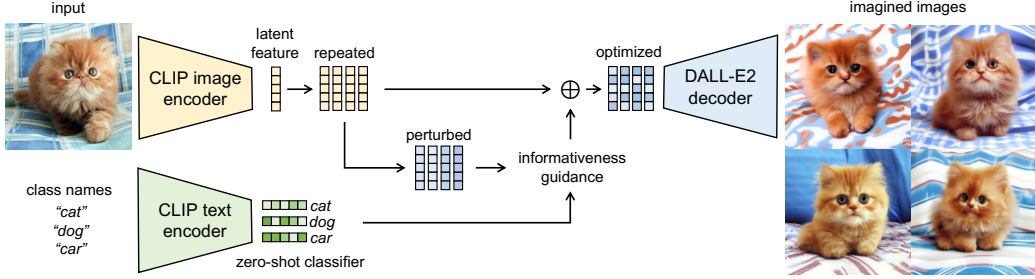 input
imagined images
latent
feature
repeated
optimized
CLIP image
encoder
DALL-E2
decoder
perturbed
informativeness
guidance
class names
“cat”
“dog”
“car”
CLIP text
encoder
cat
dog
car
zero-shot classifier